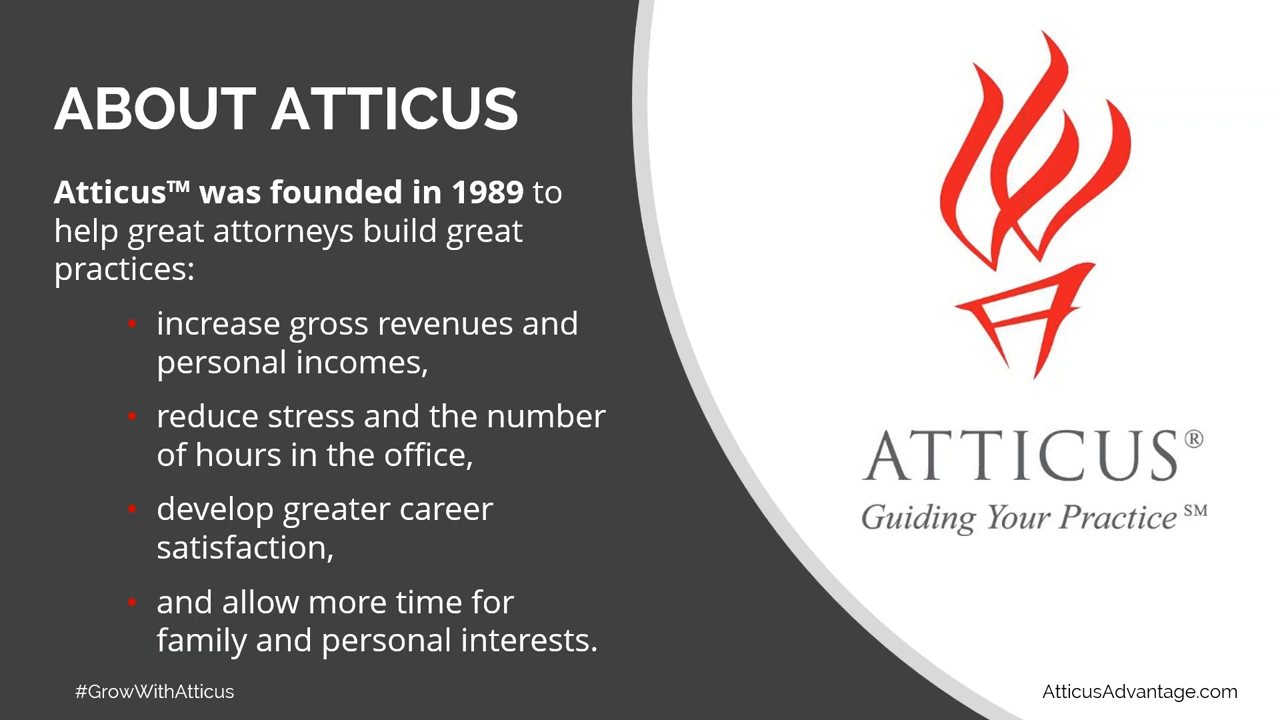 ABOUT ATTICUS
Atticus™ was founded in 1989 to
help great attorneys build great
practices:
• increase gross revenues and
personal incomes,
• reduce stress and the number
of hours in the office,
• develop greater career
satisfaction,
• and allow more time for
family and personal interests.
#GrowWithAtticus
ATTICUS®
Guiding Your Practice℠
AtticusAdvantage.com